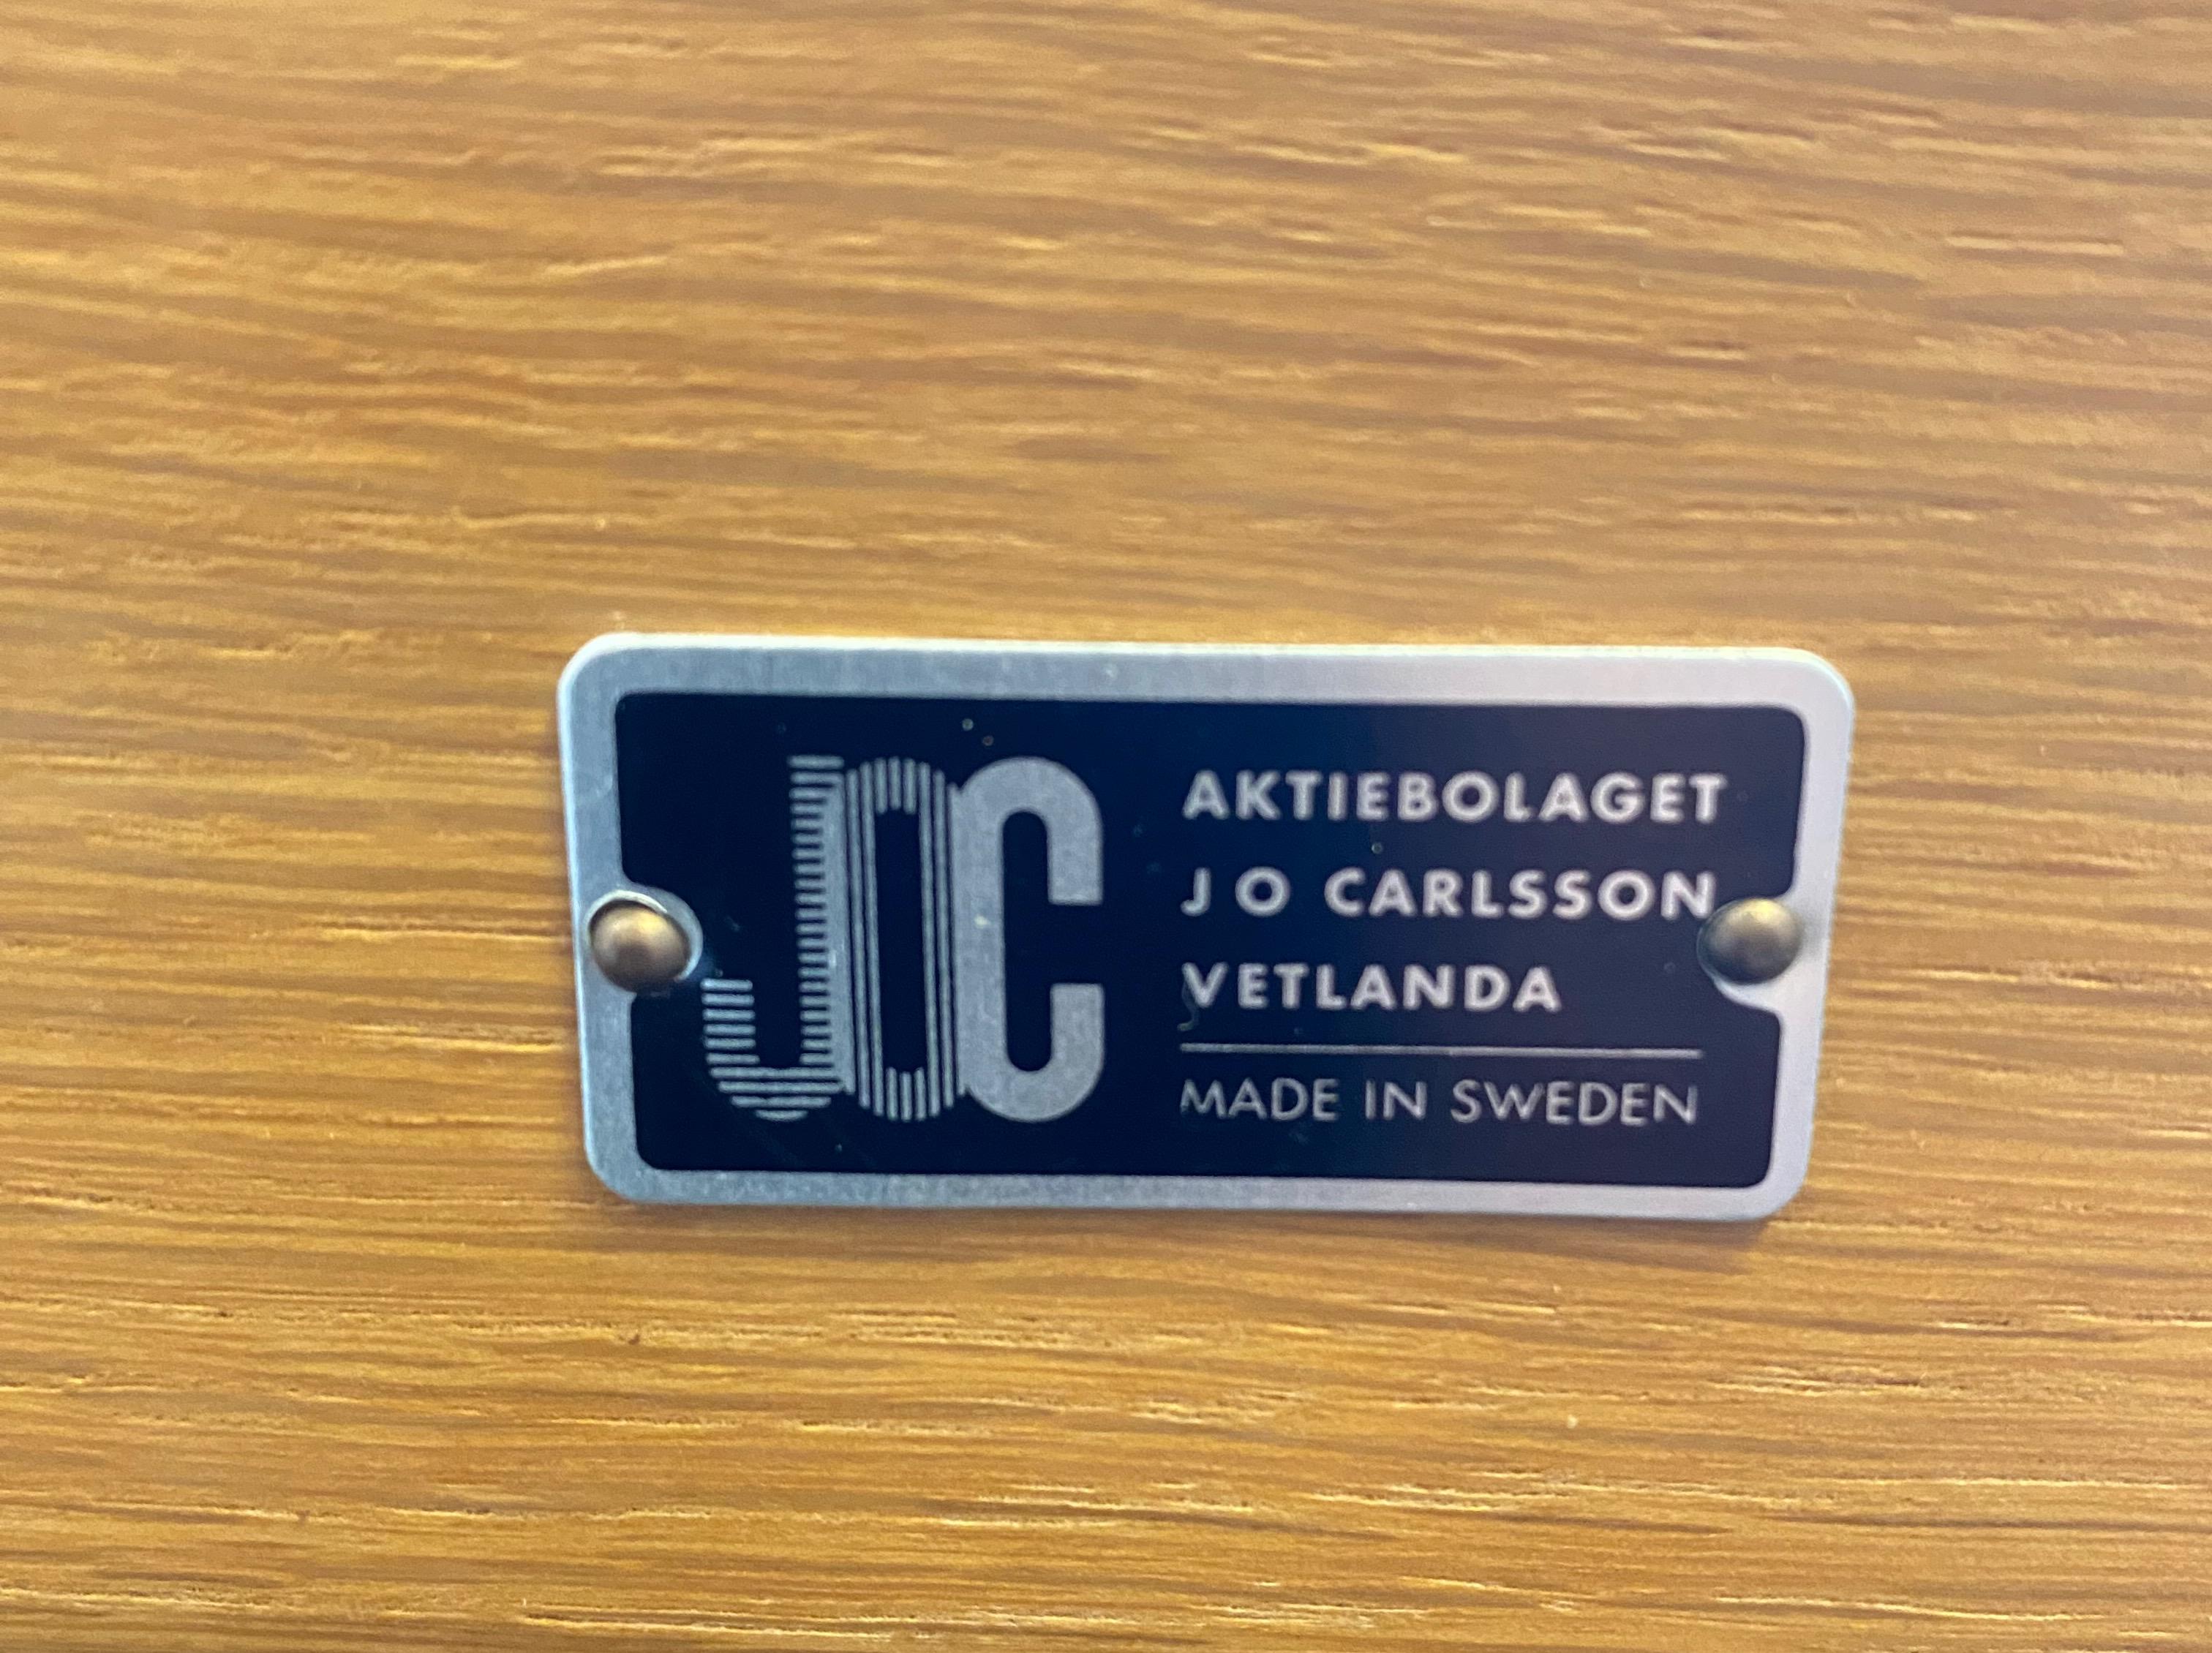 JOC
AKTIEBOLAGET
J O CARLSSON
VETLANDA
MADE IN SWEDEN